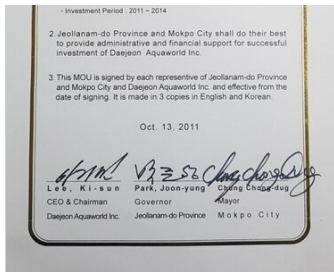 - Investment Period : 2011 ~ 2014
2. Jeollanam-do Province and Mokpo City shall do their best
to provide administrative and financial support for successful
investment of Daejeon Aquaworld Inc.
3. This MOU is signed by each representive of Jeollanam-do Province
and Mokpo City and Daejeon Aquaworld Inc. and effective from the
date of signing. It is made in 3 copies in English and Korean.
Oct. 13, 2011
Lee, Ki-sun Park, Joon-yung Chung Chong-dug
CEO & Chairman Governor Mayor
Daejeon Aquaworld Inc. Jeollanam-do Province Mokpo City